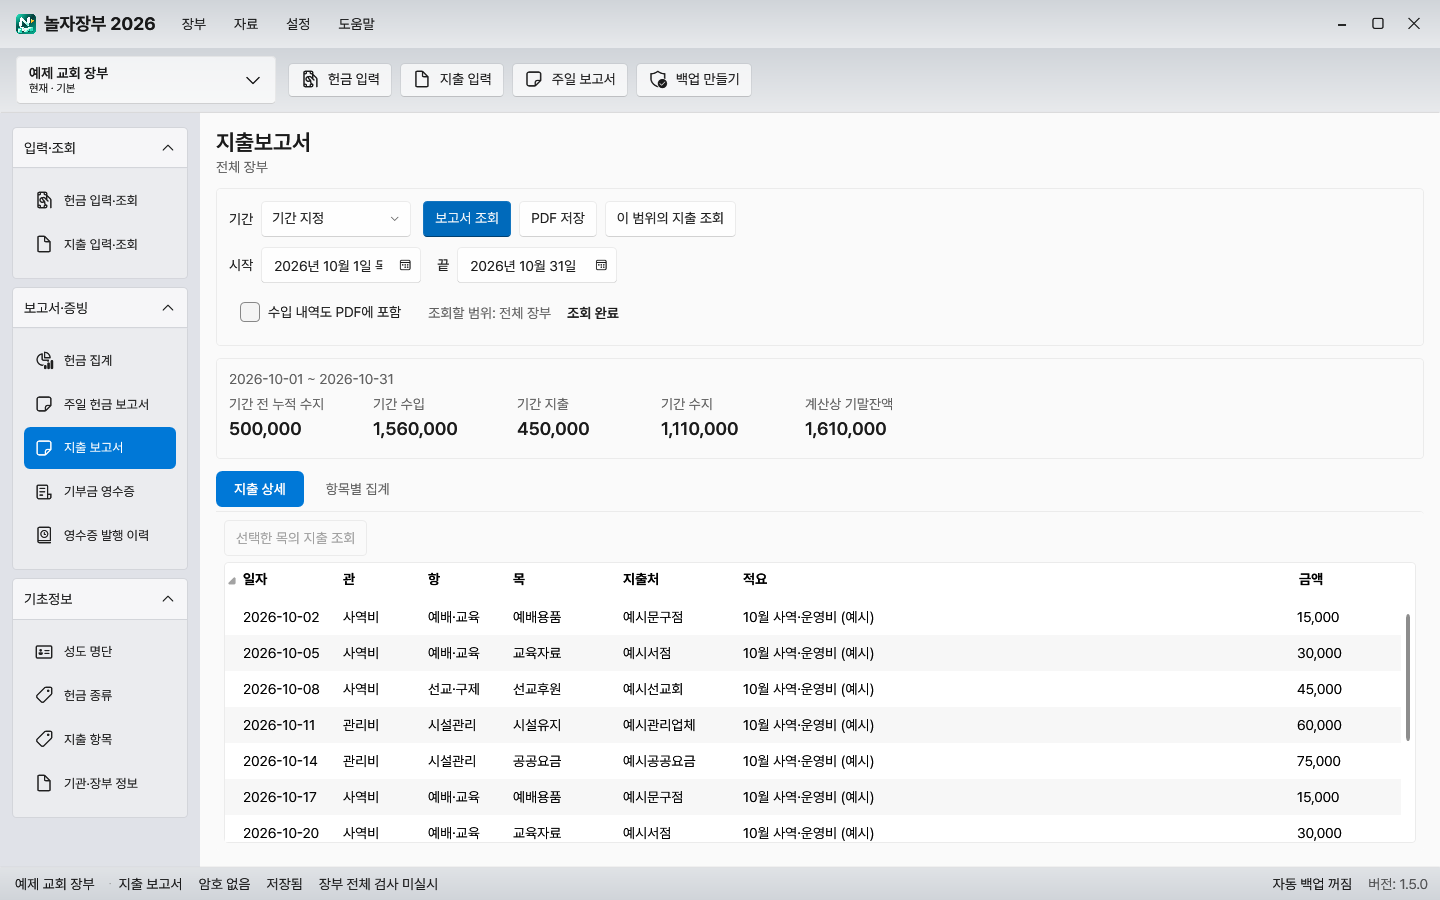 놀자장부 2026 장부 자료 설정 도움말
예제 교회 장부
현재 · 기본
헌금 입력 지출 입력 주일 보고서 백업 만들기
입력·조회
헌금 입력·조회
지출 입력·조회
보고서·증빙
헌금 집계
주일 헌금 보고서
지출 보고서
기부금 영수증
영수증 발행 이력
기초정보
성도 명단
헌금 종류
지출 항목
기관·장부 정보
지출보고서
전체 장부
기간 기간 지정 보고서 조회 PDF 저장 이 범위의 지출 조회
시작 2026년 10월 1일 끝 2026년 10월 31일
수입 내역도 PDF에 포함 조회할 범위: 전체 장부 조회 완료
2026-10-01 ~ 2026-10-31
기간 전 누적 수지 기간 수입 기간 지출 기간 수지 계산상 기말잔액
500,000 1,560,000 450,000 1,110,000 1,610,000
지출 상세 항목별 집계
선택한 목의 지출 조회
일자 관 항 목 지출처 적요 금액
2026-10-02 사역비 예배·교육 예배용품 예시문구점 10월 사역·운영비 (예시) 15,000
2026-10-05 사역비 예배·교육 교육자료 예시서점 10월 사역·운영비 (예시) 30,000
2026-10-08 사역비 선교·구제 선교후원 예시선교회 10월 사역·운영비 (예시) 45,000
2026-10-11 관리비 시설관리 시설유지 예시관리업체 10월 사역·운영비 (예시) 60,000
2026-10-14 관리비 시설관리 공공요금 예시공공요금 10월 사역·운영비 (예시) 75,000
2026-10-17 사역비 예배·교육 예배용품 예시문구점 10월 사역·운영비 (예시) 15,000
2026-10-20 사역비 예배·교육 교육자료 예시서점 10월 사역·운영비 (예시) 30,000
예제 교회 장부 · 지출 보고서 암호 없음 저장됨 장부 전체 검사 미실시 자동 백업 꺼짐 버전: 1.5.0